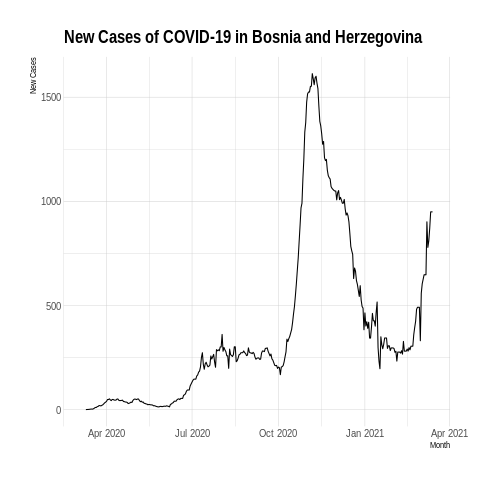 New Cases of COVID-19 in Bosnia and Herzegovina
New Cases
1500
1000
500
0
Apr 2020 Jul 2020 Oct 2020 Jan 2021 Apr 2021
Month